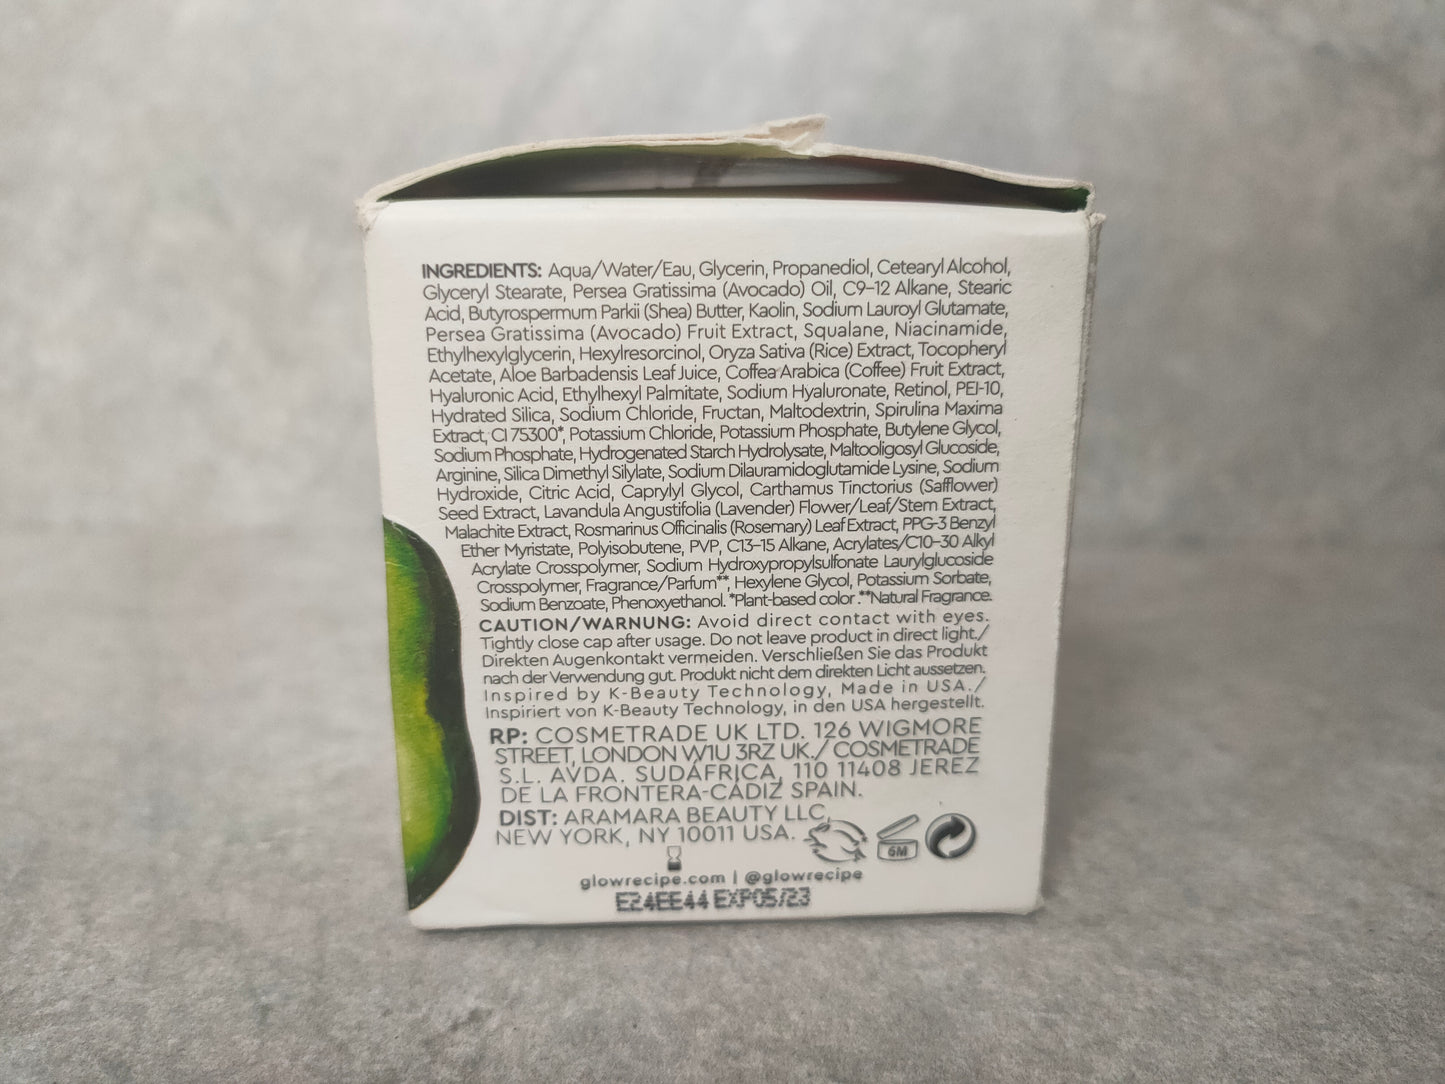 INGREDIENTS: Aqua/Water/Eau, Glycerin, Propanediol, Cetearyl Alcohol,
Glyceryl Stearate, Persea Gratissima (Avocado) Oil, C9-12 Alkane, Stearic
Acid, Butyrospermum Parkii (Shea) Butter, Kaolin, Sodium Lauroyl Glutamate,
Persea Gratissima (Avocado) Fruit Extract, Squalane, Niacinamide,
Ethylhexylglycerin, Hexylresorcinol, Oryza Sativa (Rice) Extract, Tocopheryl
Acetate, Aloe Barbadensis Leaf Juice, Coffea Arabica (Coffee) Fruit Extract,
Hyaluronic Acid, Ethylhexyl Palmitate, Sodium Hyaluronate, Retinol, PEI-10,
Hydrated Silica, Sodium Chloride, Fructan, Maltodextrin, Spirulina Maxima
Extract, CI 75300*, Potassium Chloride, Potassium Phosphate, Butylene Glycol,
Sodium Phosphate, Hydrogenated Starch Hydrolysate, Maltooligosyl Glucoside,
Arginine, Silica Dimethyl Silylate, Sodium Dilauramidoglutamide Lysine, Sodium
Hydroxide, Citric Acid, Caprylyl Glycol, Carthamus Tinctorius (Safflower)
Seed Extract, Lavandula Angustifolia (Lavender) Flower/Leaf/Stem Extract,
Malachite Extract, Rosmarinus Officinalis (Rosemary) Leaf Extract, PPG-3 Benzyl
Ether Myristate, Polyisobutene, PVP, C13-15 Alkane, Acrylates/C10-30 Alkyl
Acrylate Crosspolymer, Sodium Hydroxypropylsulfonate Laurylglucoside
Crosspolymer, Fragrance/Parfum**, Hexylene Glycol, Potassium Sorbate,
Sodium Benzoate, Phenoxyethanol. *Plant-based color.**Natural Fragrance.
CAUTION/WARNUNG: Avoid direct contact with eyes.
Tightly close cap after usage. Do not leave product in direct light./
Direkten Augenkontakt vermeiden. Verschließen Sie das Produkt
nach der Verwendung gut. Produkt nicht dem direkten Licht aussetzen.
Inspired by K-Beauty Technology, Made in USA./
Inspiriert von K-Beauty Technology, in den USA hergestellt.
RP: COSMETRADE UK LTD. 126 WIGMORE
STREET, LONDON W1U 3RZ UK./ COSMETRADE
S.L. AVDA. SUDÁFRICA, 110 11408 JEREZ
DE LA FRONTERA-CÁDIZ SPAIN.
DIST: ARAMARA BEAUTY LLC,
NEW YORK, NY 10011 USA.
6M
glowrecipe.com | @glowrecipe
E24EE44 EXP05/23